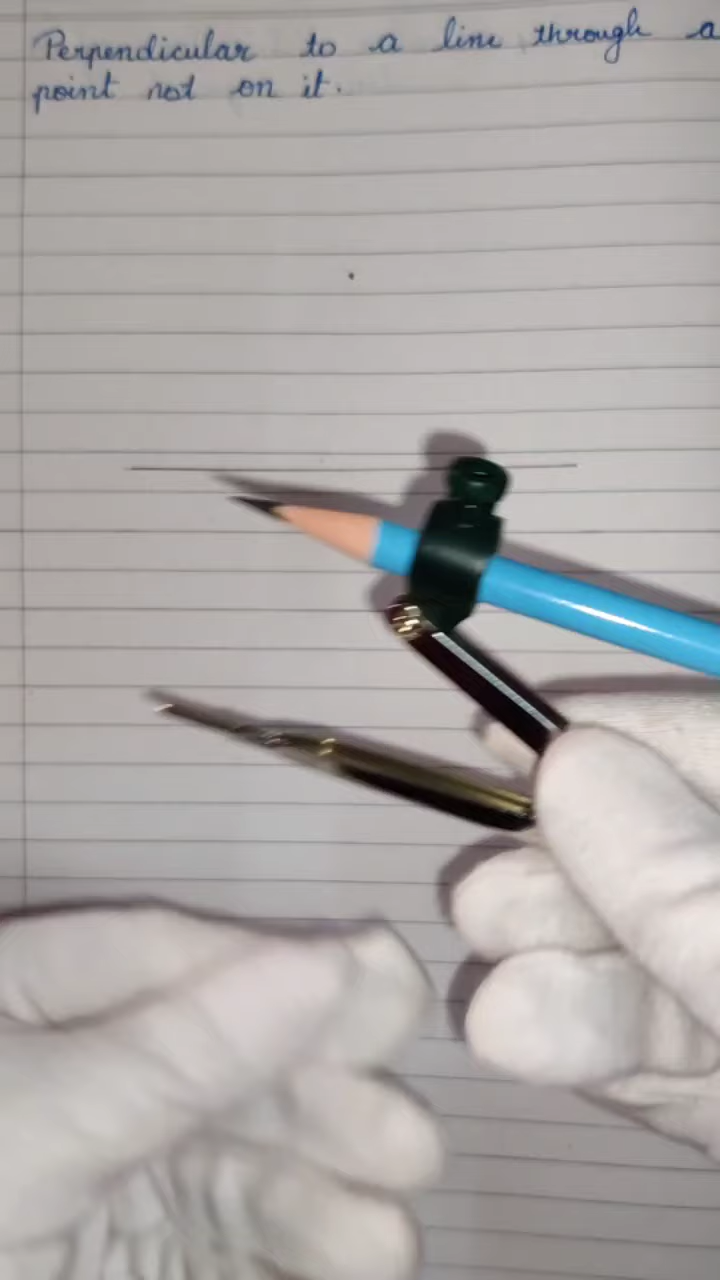 Perpendicular to a line through a
point not on it.